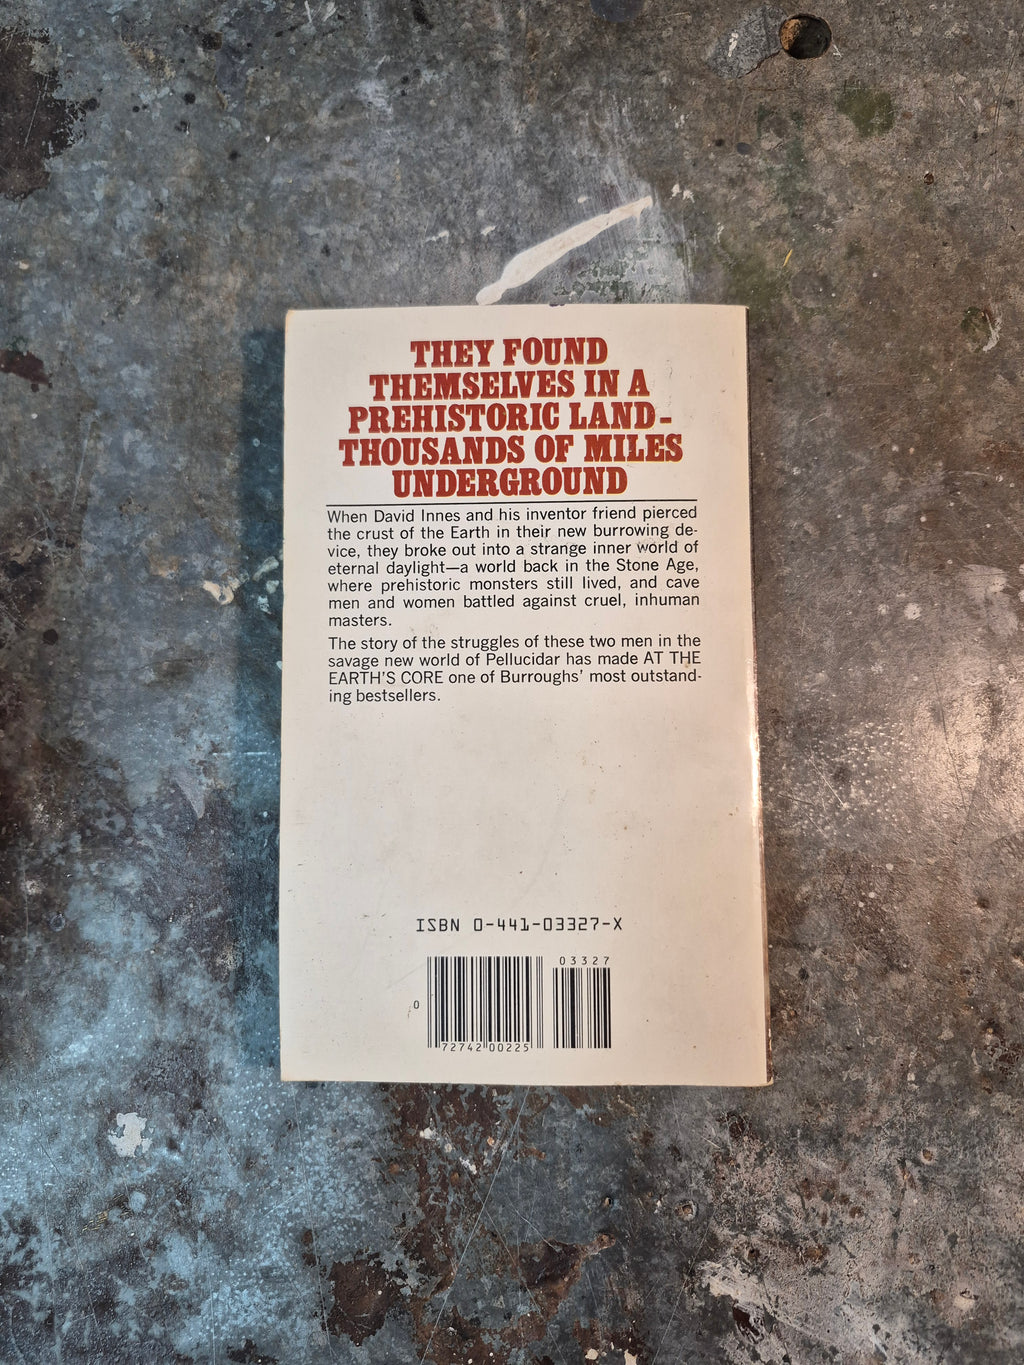 THEY FOUND
THEMSELVES IN A
PREHISTORIC LAND-
THOUSANDS OF MILES
UNDERGROUND
When David Innes and his inventor friend pierced
the crust of the Earth in their new burrowing de-
vice, they broke out into a strange inner world of
eternal daylight—a world back in the Stone Age,
where prehistoric monsters still lived, and cave
men and women battled against cruel, inhuman
masters.
The story of the struggles of these two men in the
savage new world of Pellucidar has made AT THE
EARTH'S CORE one of Burroughs' most outstand-
ing bestsellers.
ISBN 0-441-03327-X
03327
0
72742 00225